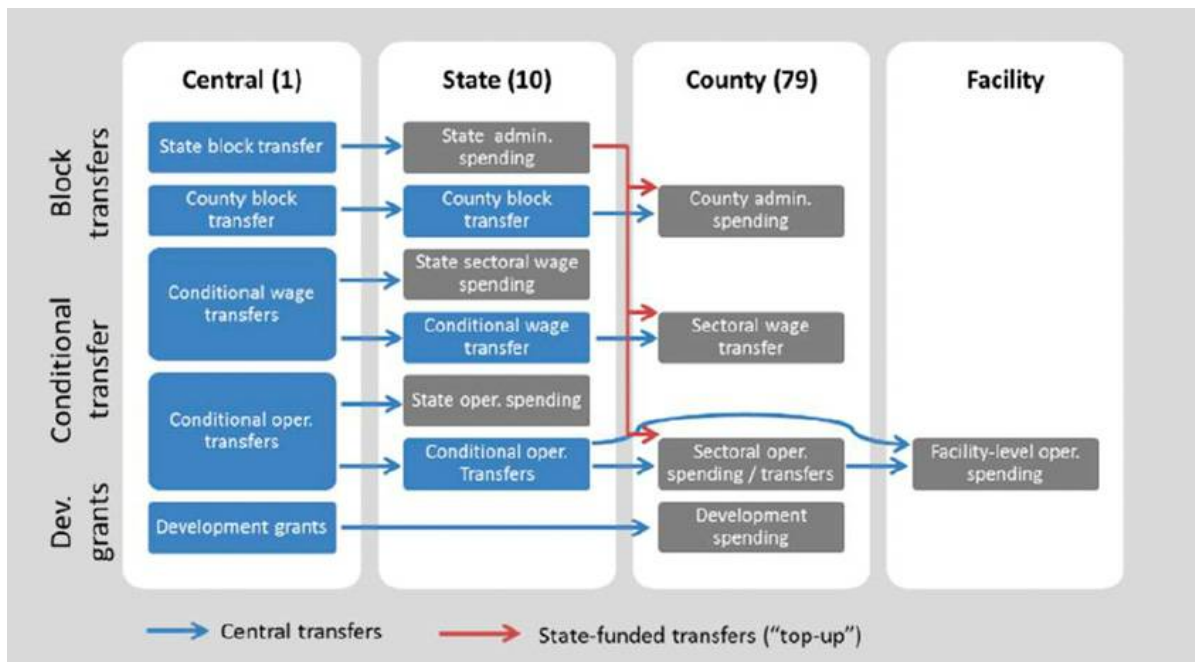 Central (1)
State (10)
County (79)
Facility
Block
transfers
State block transfer
State admin.
spending
County block
transfer
County block
transfer
County admin.
spending
Conditional
transfer
Conditional wage
transfers
State sectoral wage
spending
Conditional wage
transfer
Sectoral wage
transfer
Conditional oper.
transfers
State oper. spending
Conditional oper.
Transfers
Sectoral oper.
spending / transfers
Facility-level oper.
spending
Dev.
grants
Development grants
Development
spending
Central transfers
State-funded transfers (“top-up”)